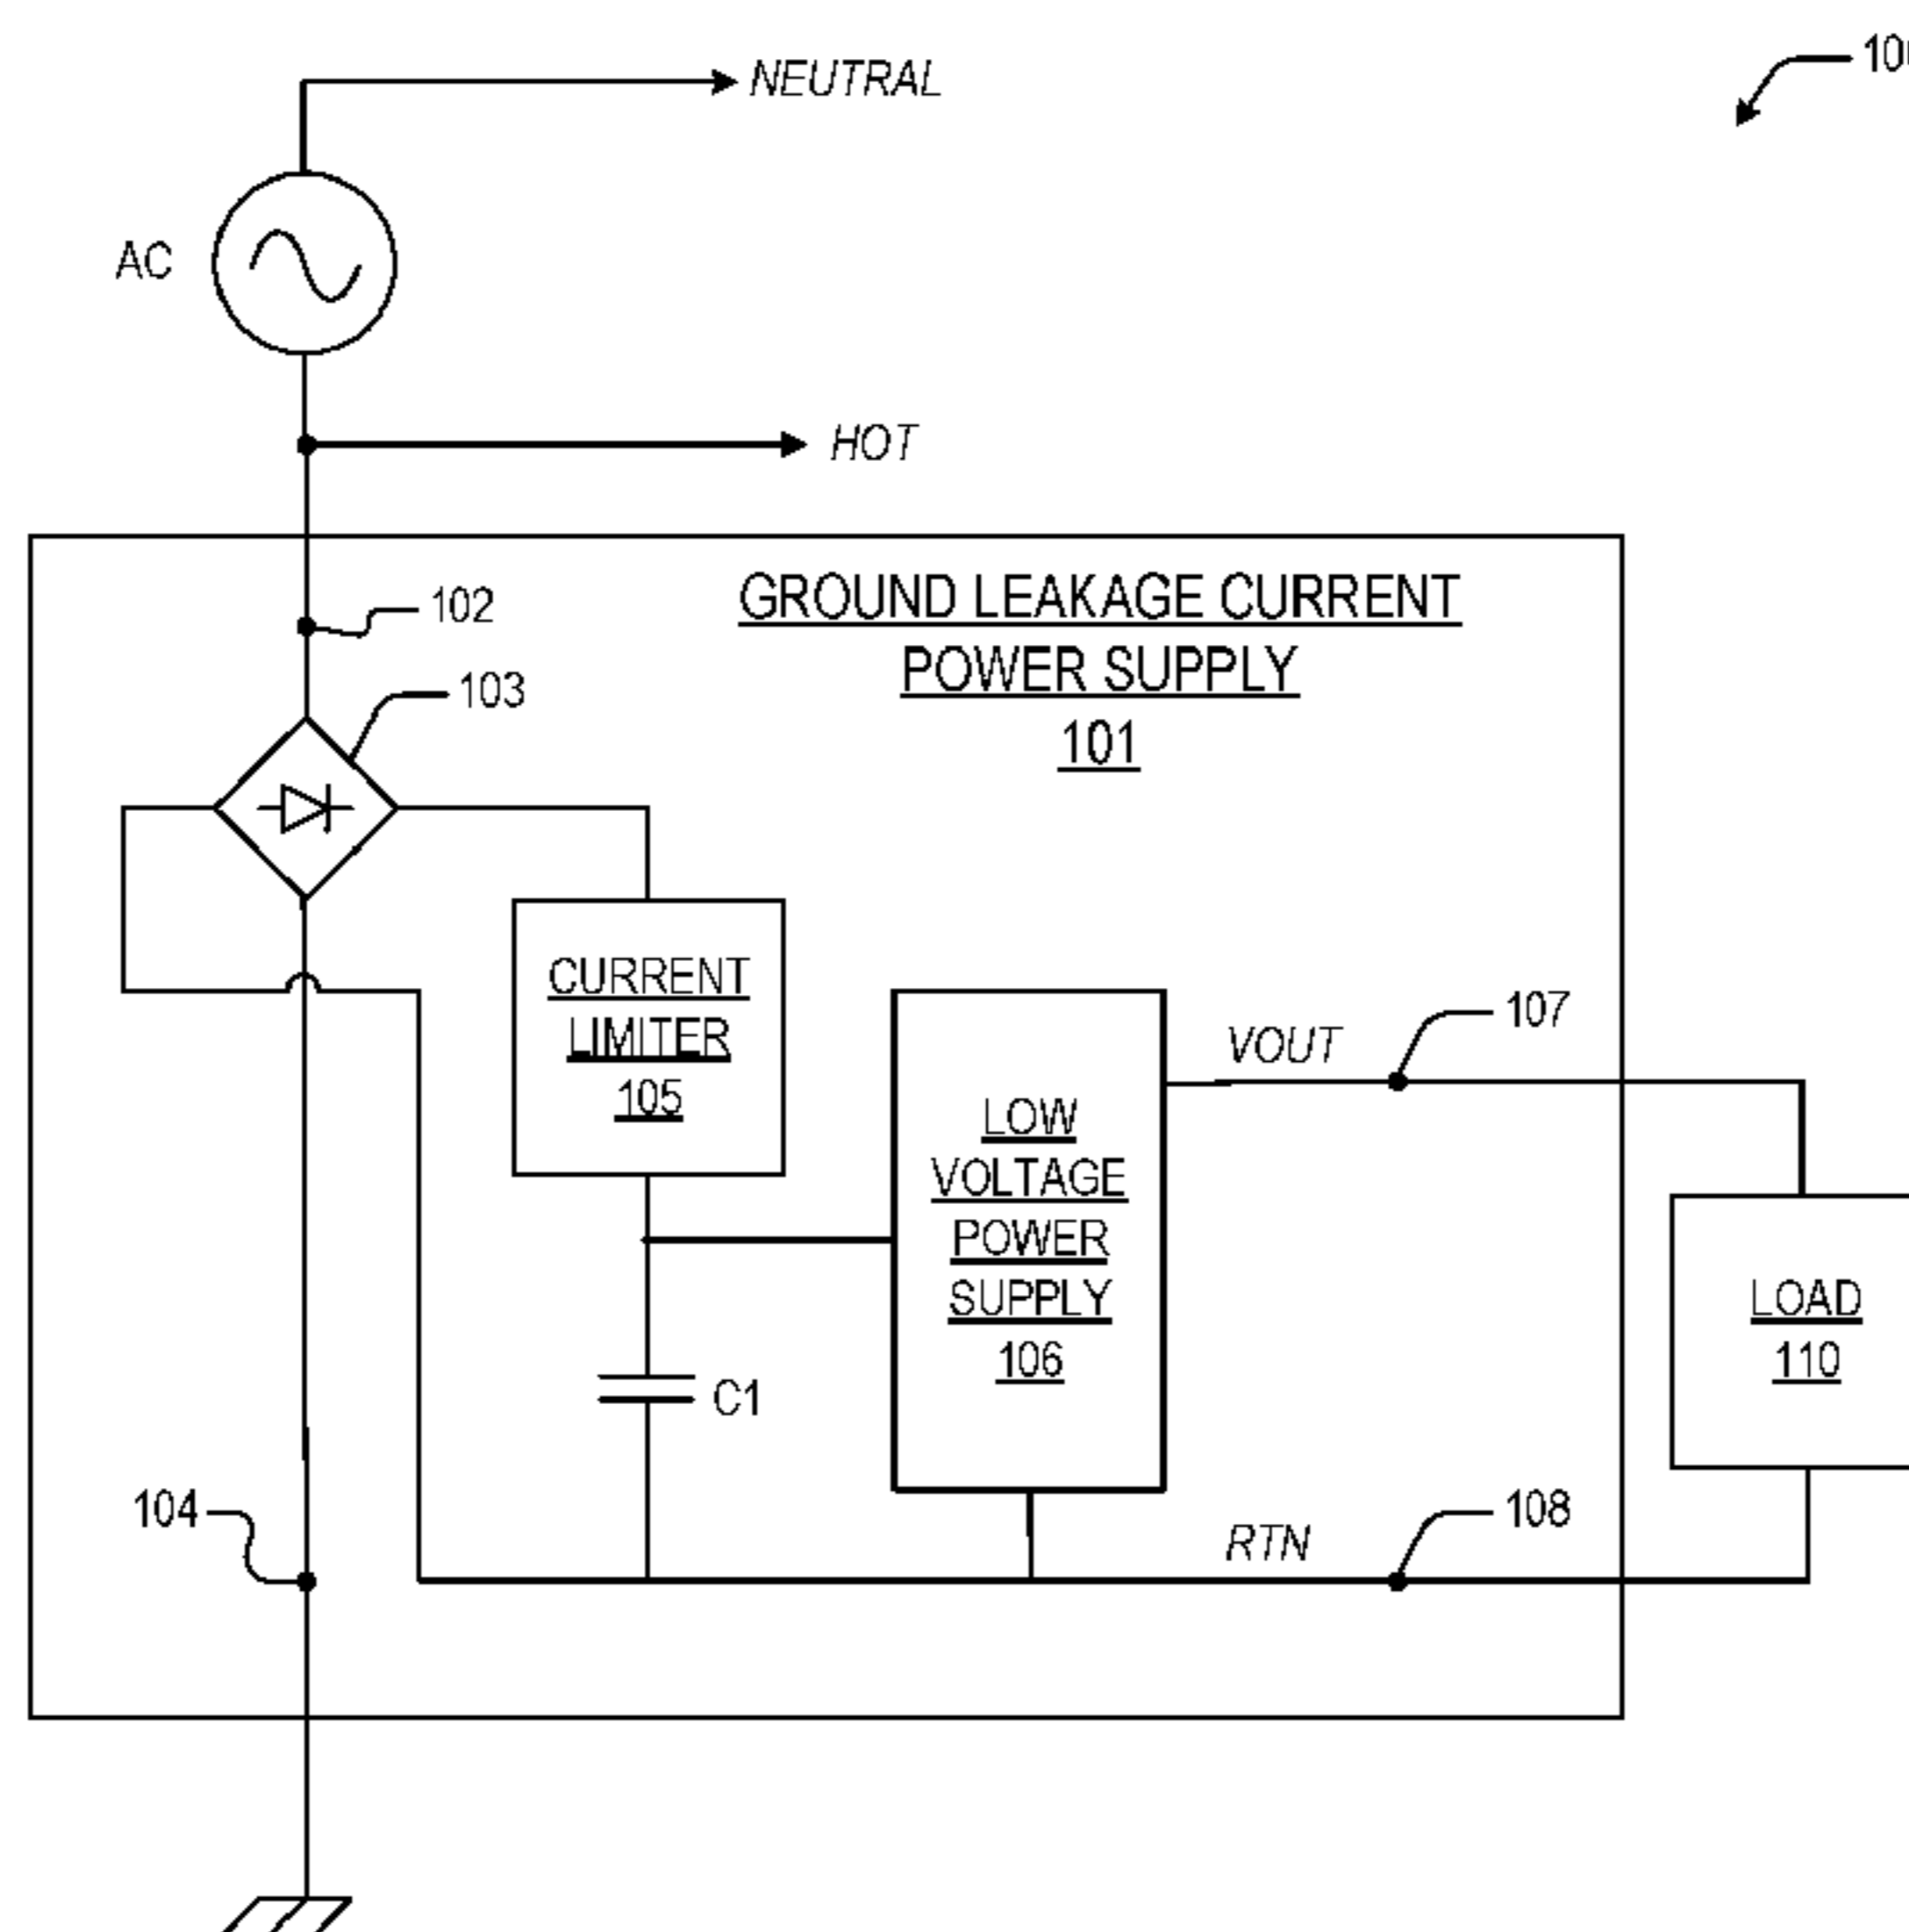 NEUTRAL
AC
HOT
102
103
GROUND LEAKAGE CURRENT
POWER SUPPLY
101
CURRENT
LIMITER
105
LOW
VOLTAGE
POWER
SUPPLY
106
VOUT
107
C1
LOAD
110
104
RTN
108